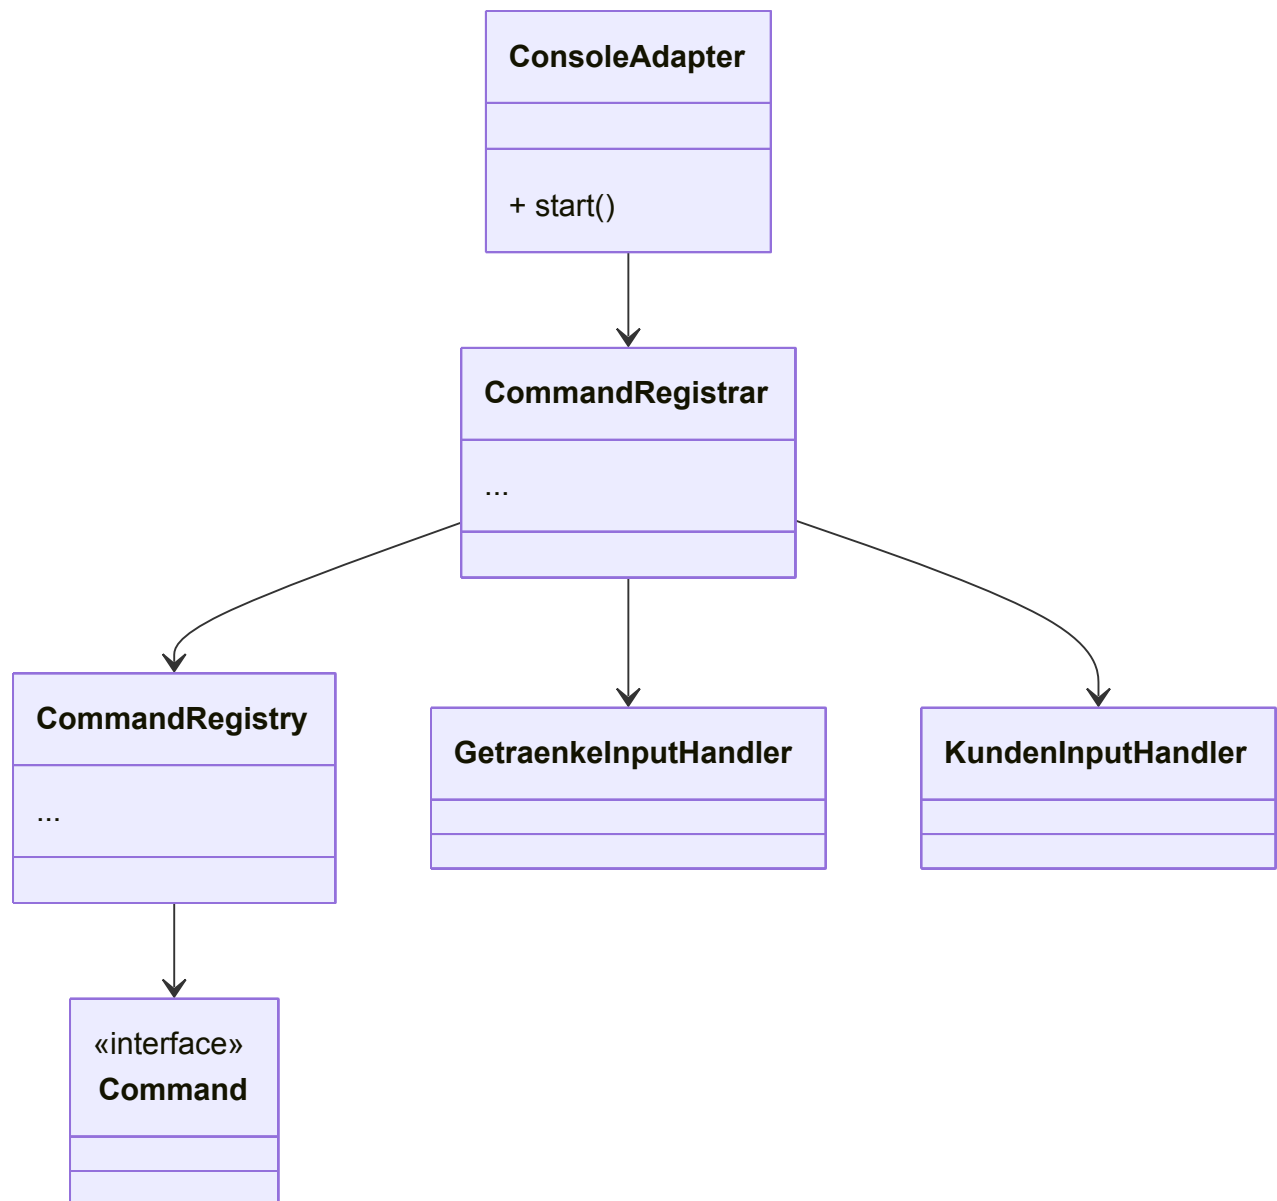 ConsoleAdapter
+ start()
CommandRegistrar
...
CommandRegistry
...
GetraenkeInputHandler
KundenInputHandler
«interface»
Command